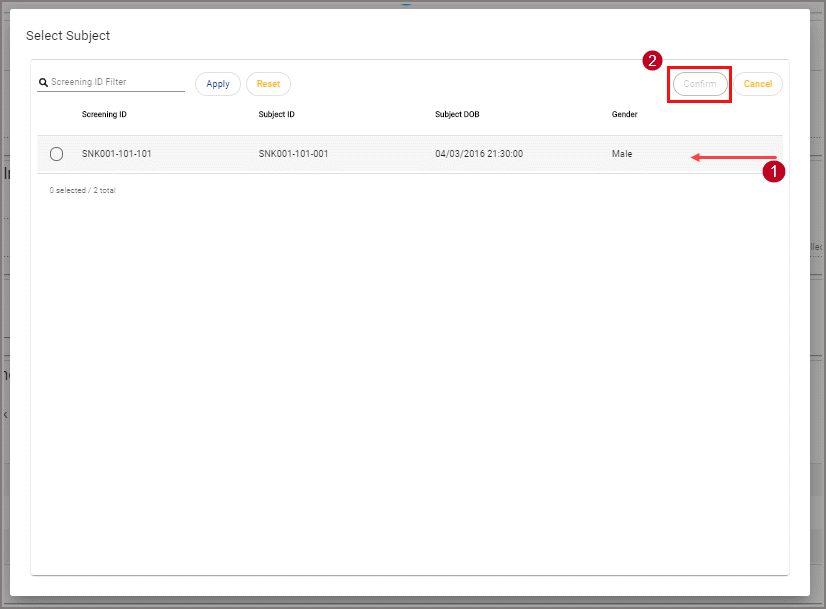 Select Subject
2
Screening ID Filter Apply Reset Confirm Cancel
Screening ID Subject ID Subject DOB Gender
SNK001-101-101 SNK001-101-001 04/03/2016 21:30:00 Male
1
0 selected / 2 total